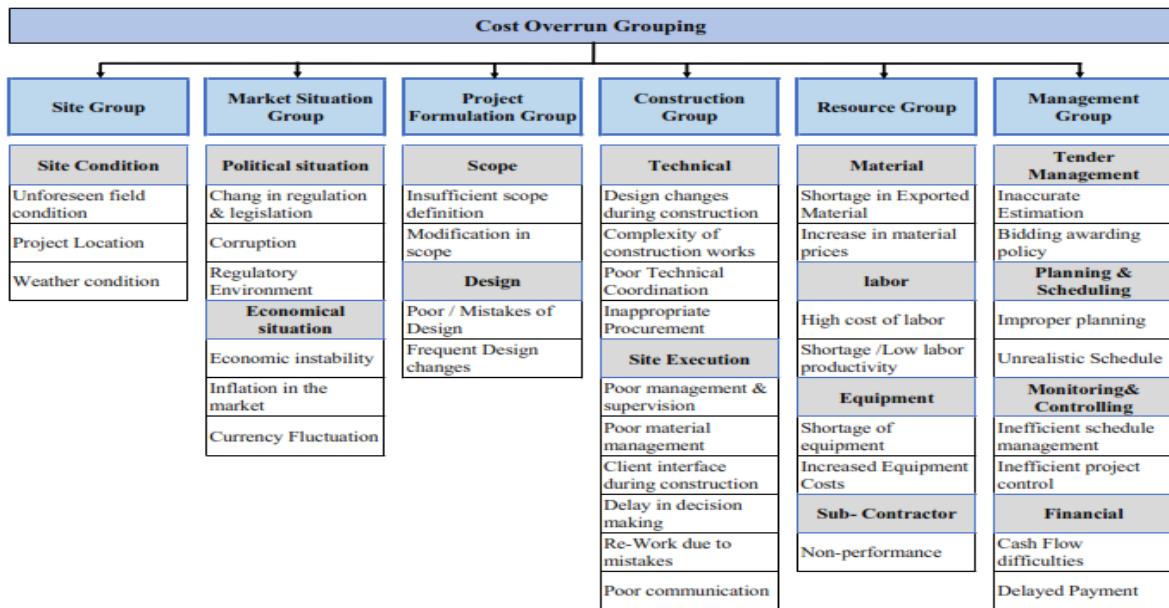 Cost Overrun Grouping
Site Group
Site Condition
Unforeseen field
condition
Project Location
Weather condition
Market Situation
Group
Political situation
Chang in regulation
& legislation
Corruption
Regulatory
Environment
Economical
situation
Economic instability
Inflation in the
market
Currency Fluctuation
Project
Formulation Group
Scope
Insufficient scope
definition
Modification in
scope
Design
Poor / Mistakes of
Design
Frequent Design
changes
Construction
Group
Technical
Design changes
during construction
Complexity of
construction works
Poor Technical
Coordination
Inappropriate
Procurement
Site Execution
Poor management &
supervision
Poor material
management
Client interface
during construction
Delay in decision
making
Re-Work due to
mistakes
Poor communication
Resource Group
Material
Shortage in Exported
Material
Increase in material
prices
labor
High cost of labor
Shortage /Low labor
productivity
Equipment
Shortage of
equipment
Increased Equipment
Costs
Sub- Contractor
Non-performance
Management
Group
Tender
Management
Inaccurate
Estimation
Bidding awarding
policy
Planning &
Scheduling
Improper planning
Unrealistic Schedule
Monitoring&
Controlling
Inefficient schedule
management
Inefficient project
control
Financial
Cash Flow
difficulties
Delayed Payment